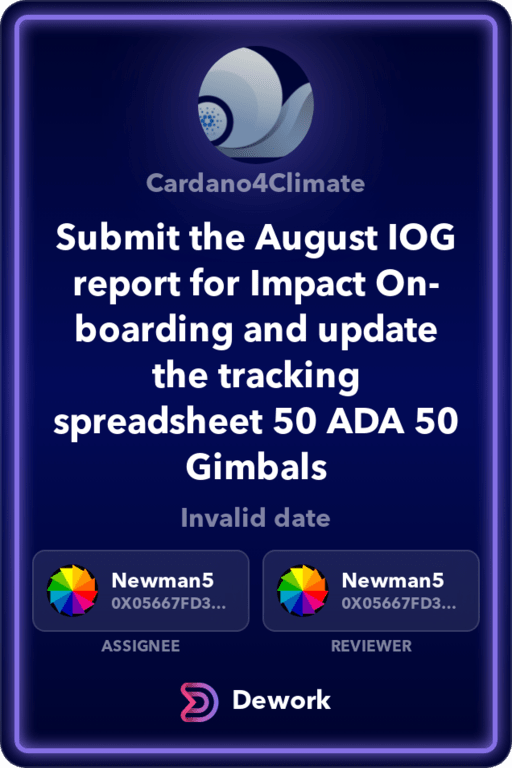 Cardano4Climate
Submit the August IOG
report for Impact On-
boarding and update
the tracking
spreadsheet 50 ADA 50
Gimbals
Invalid date
Newman5
0X05667FD3...
ASSIGNEE
Newman5
0X05667FD3...
REVIEWER
Dework